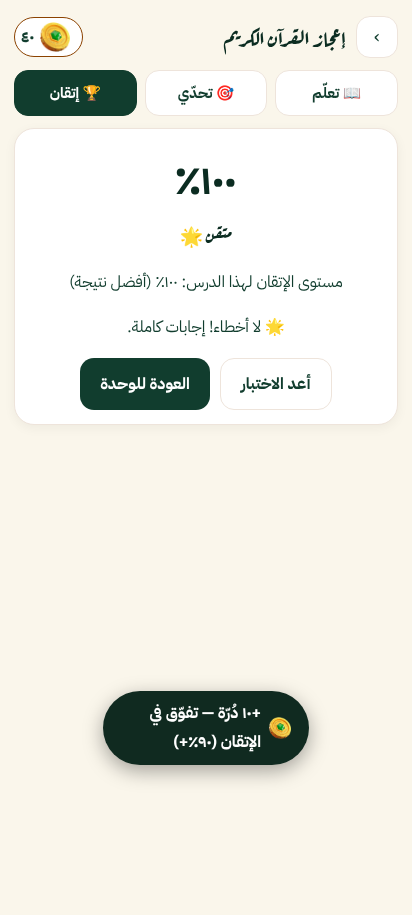 إعجاز القرآن الكريم
٤٠
📖 تعلّم
🎯 تحدّي
🏆 إتقان
١٠٠٪
متقن 🌟
مستوى الإتقان لهذا الدرس: ١٠٠٪ (أفضل نتيجة)
🌟 لا أخطاء! إجابات كاملة.
أعد الاختبار
العودة للوحدة
+١٠ دُرّة — تفوّق في
الإتقان (٩٠٪+)